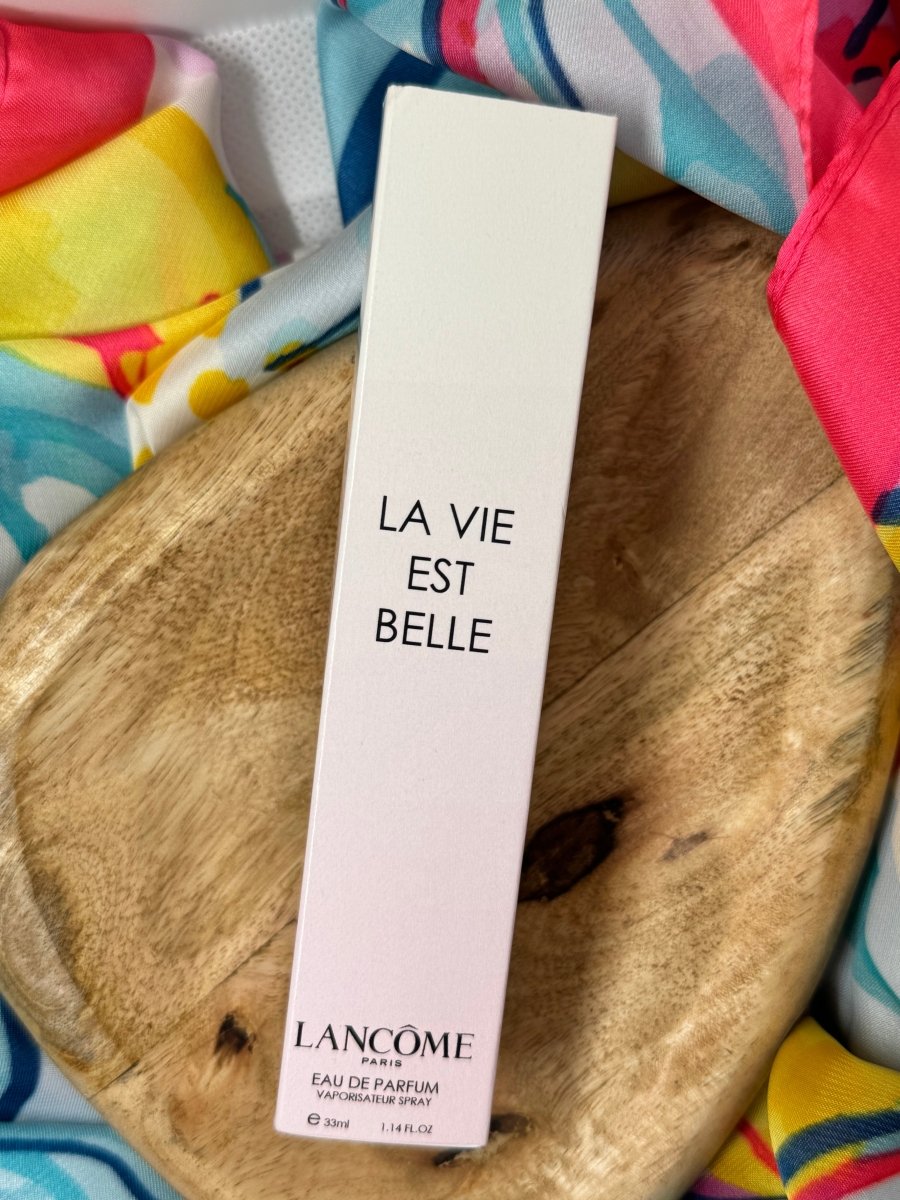 LA VIE
EST
BELLE
LANCÔME
PARIS
EAU DE PARFUM
VAPORISATEUR SPRAY
℮ 33ml 1.14 FL.OZ